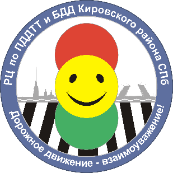 РЦ по ПДДТТ и БДД Кировского района СПб
Дорожное движение - взаимоуважение!